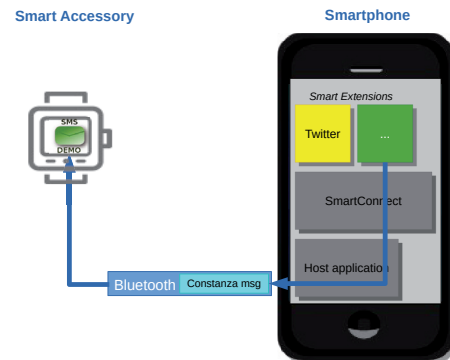 Smart Accessory
Smartphone
Smart Extensions
Twitter
...
SMS
DEMO
SmartConnect
Host application
Bluetooth
Constanza msg